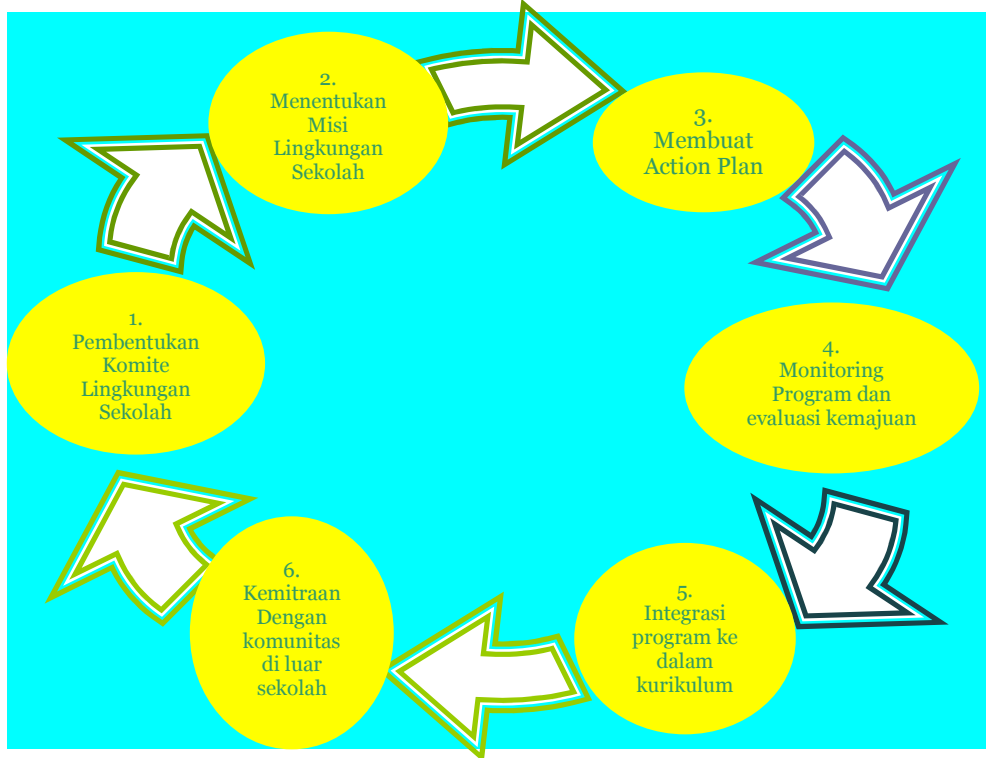 1.
Pembentukan
Komite
Lingkungan
Sekolah
2.
Menentukan
Misi
Lingkungan
Sekolah
3.
Membuat
Action Plan
4.
Monitoring
Program dan
evaluasi kemajuan
5.
Integrasi
program ke
dalam
kurikulum
6.
Kemitraan
Dengan
komunitas
di luar
sekolah